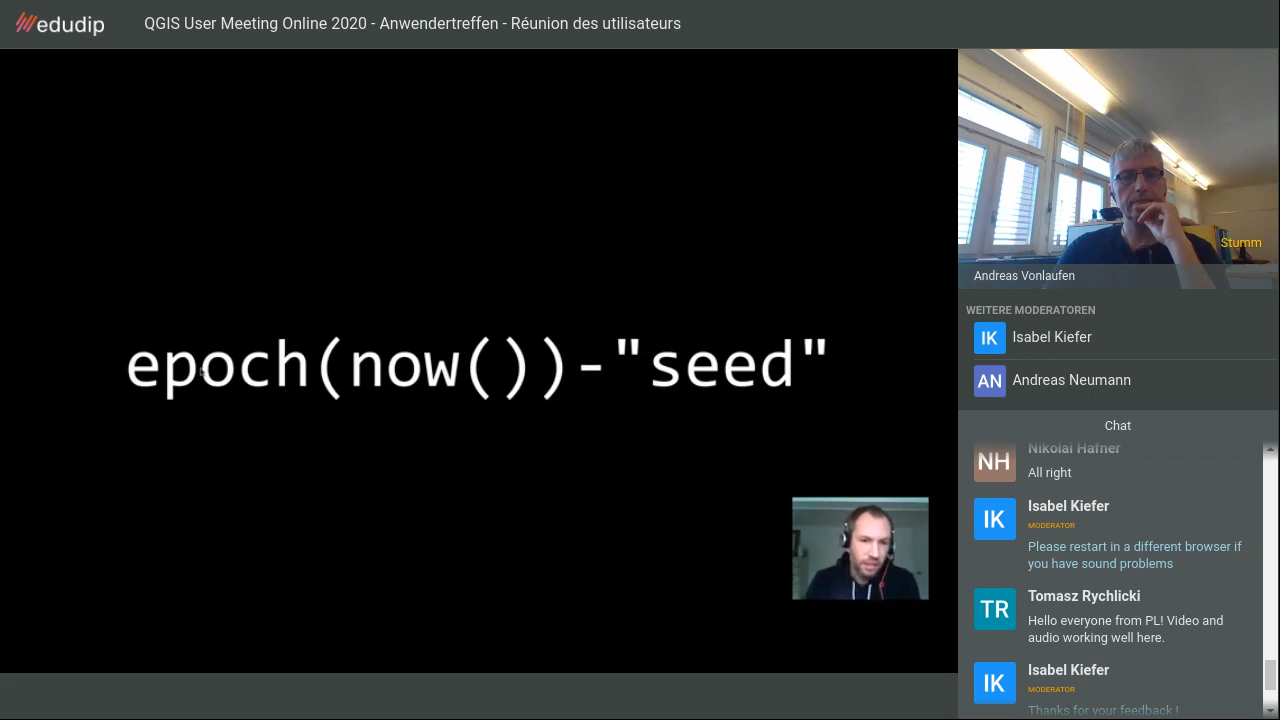 edudip
QGIS User Meeting Online 2020 - Anwendertreffen - Réunion des utilisateurs
epoch(now())-"seed"
Stumm
Andreas Vonlaufen
WEITERE MODERATOREN
IK
Isabel Kiefer
AN
Andreas Neumann
Chat
NH
Nikolai Hafner
All right
IK
Isabel Kiefer
MODERATOR
Please restart in a different browser if
you have sound problems
TR
Tomasz Rychlicki
Hello everyone from PL! Video and
audio working well here.
IK
Isabel Kiefer
MODERATOR
Thanks for your feedback !